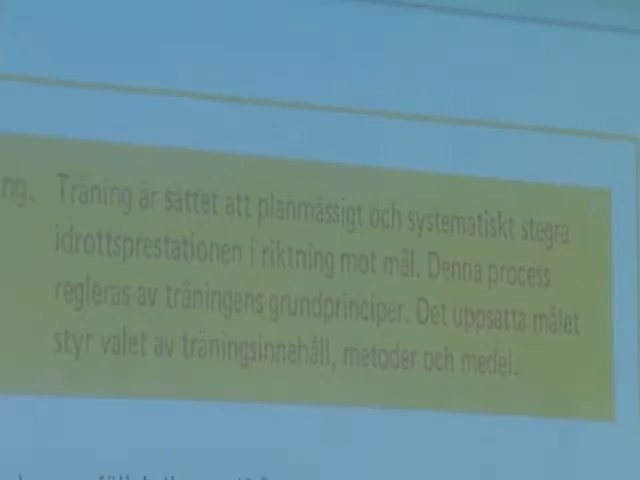 ng. Träning är sättet att planmässigt och systematiskt stegra
idrottsprestationen i riktning mot mål. Denna process
regleras av träningens grundprinciper. Det uppsatta målet
styr valet av träningsinnehåll, metoder och medel.